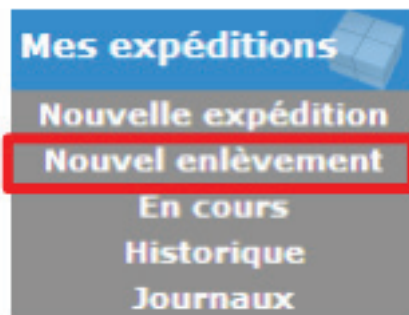 Mes expéditions
Nouvelle expédition
Nouvel enlèvement
En cours
Historique
Journaux